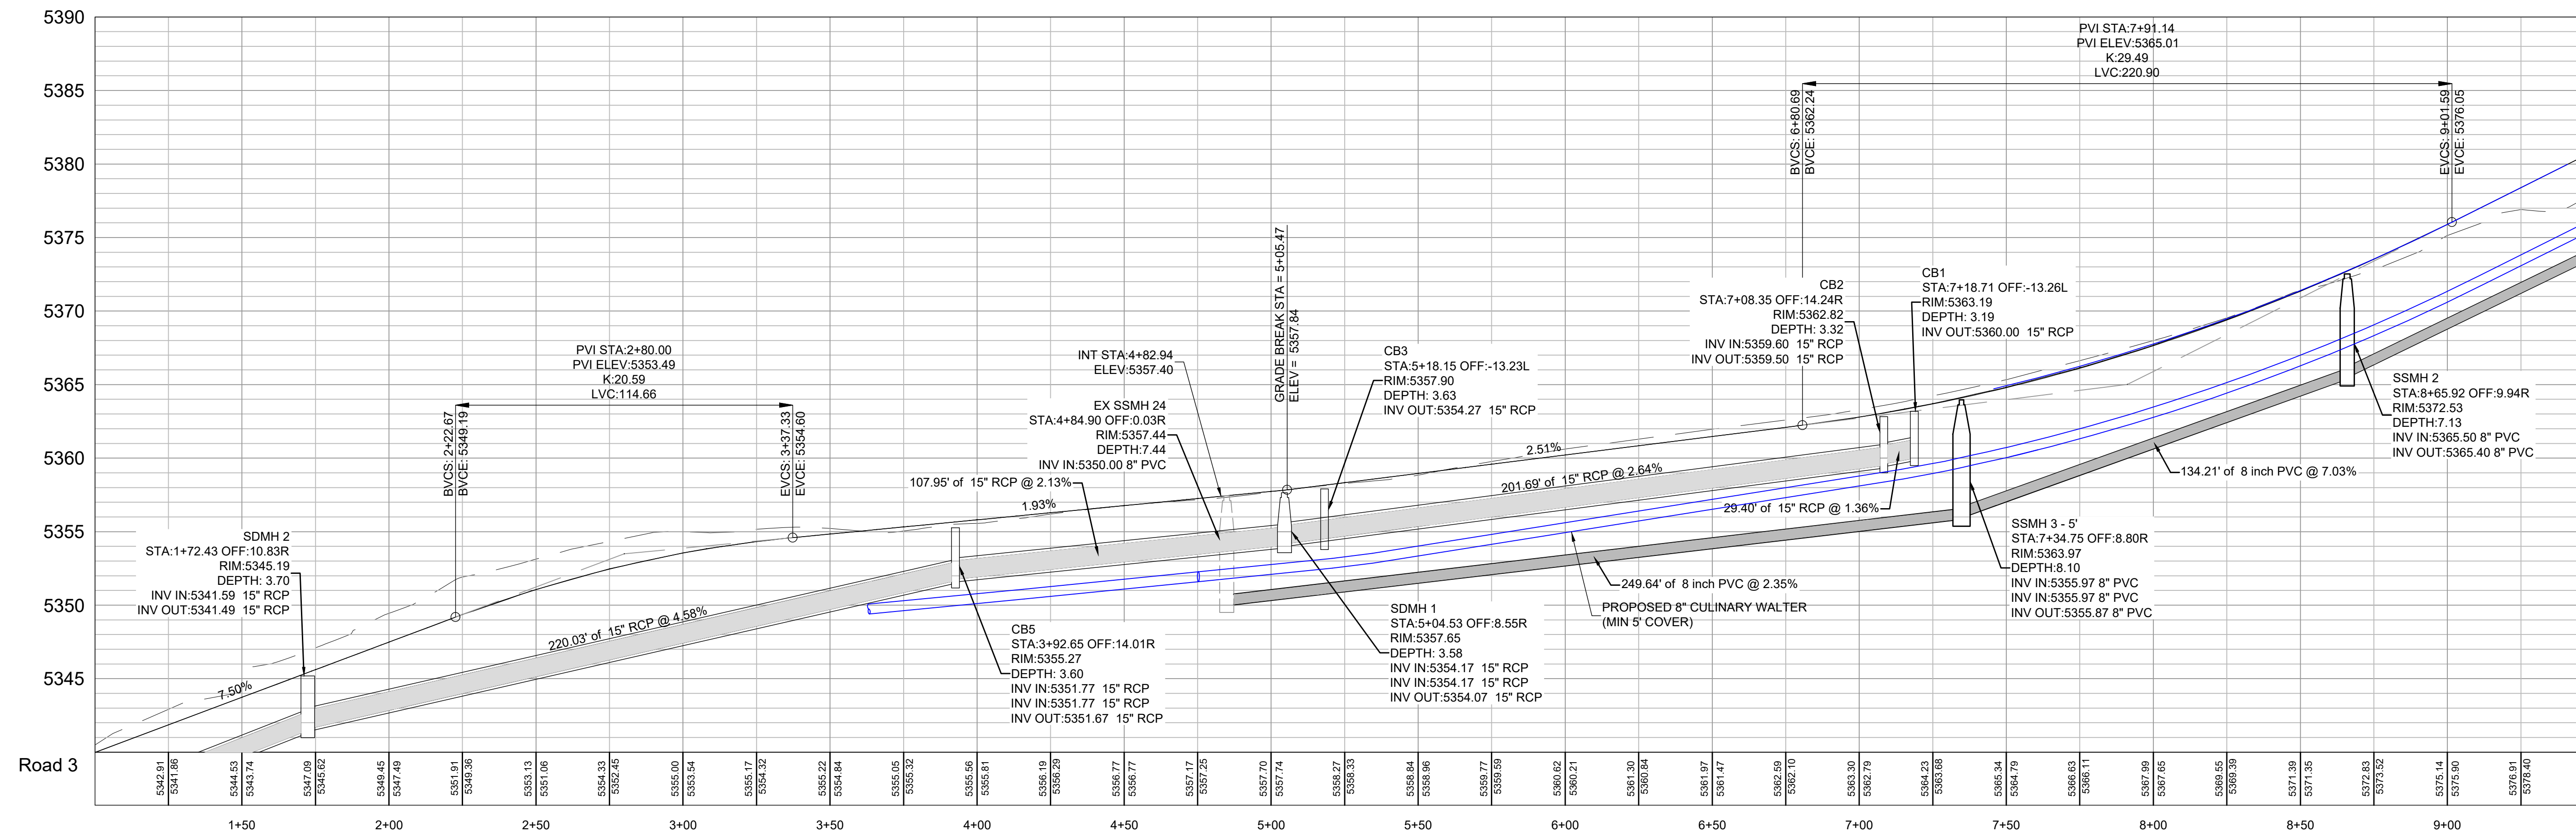 5390
5385
5380
5375
5370
5365
5360
5355
5350
5345
Road 3
PVI STA:2+80.00
PVI ELEV:5353.49
K:20.59
LVC:114.66
BVCS: 2+22.67
BVCE: 5349.19
EVCS: 3+37.33
EVCE: 5354.60
SDMH 2
STA:1+72.43 OFF:10.83R
RIM:5345.19
DEPTH: 3.70
INV IN:5341.59 15" RCP
INV OUT:5341.49 15" RCP
7.50%
220.03' of 15" RCP @ 4.58%
INT STA:4+82.94
ELEV:5357.40
EX SSMH 24
STA:4+84.90 OFF:0.03R
RIM:5357.44
DEPTH:7.44
INV IN:5350.00 8" PVC
107.95' of 15" RCP @ 2.13%
1.93%
CB5
STA:3+92.65 OFF:14.01R
RIM:5355.27
DEPTH: 3.60
INV IN:5351.77 15" RCP
INV IN:5351.77 15" RCP
INV OUT:5351.67 15" RCP
GRADE BREAK STA = 5+05.47
ELEV = 5357.84
CB3
STA:5+18.15 OFF:-13.23L
RIM:5357.90
DEPTH: 3.63
INV OUT:5354.27 15" RCP
SDMH 1
STA:5+04.53 OFF:8.55R
RIM:5357.65
DEPTH: 3.58
INV IN:5354.17 15" RCP
INV IN:5354.17 15" RCP
INV OUT:5354.07 15" RCP
2.51%
201.69' of 15" RCP @ 2.64%
249.64' of 8 inch PVC @ 2.35%
PROPOSED 8" CULINARY WALTER
(MIN 5' COVER)
29.40' of 15" RCP @ 1.36%
CB2
STA:7+08.35 OFF:14.24R
RIM:5362.82
DEPTH: 3.32
INV IN:5359.60 15" RCP
INV OUT:5359.50 15" RCP
CB1
STA:7+18.71 OFF:-13.26L
RIM:5363.19
DEPTH: 3.19
INV OUT:5360.00 15" RCP
PVI STA:7+91.14
PVI ELEV:5365.01
K:29.49
LVC:220.90
BVCS: 6+80.69
BVCE: 5362.24
EVCS: 9+01.59
EVCE: 5376.05
SSMH 3 - 5'
STA:7+34.75 OFF:8.80R
RIM:5363.97
DEPTH:8.10
INV IN:5355.97 8" PVC
INV IN:5355.97 8" PVC
INV OUT:5355.87 8" PVC
134.21' of 8 inch PVC @ 7.03%
SSMH 2
STA:8+65.92 OFF:9.94R
RIM:5372.53
DEPTH:7.13
INV IN:5365.50 8" PVC
INV OUT:5365.40 8" PVC
5342.91
5341.86
5344.53
5343.74
5347.09
5345.62
5349.45
5347.49
5351.91
5349.36
5353.13
5351.06
5354.33
5352.45
5355.00
5353.54
5355.17
5354.32
5355.22
5354.84
5355.05
5355.32
5355.56
5355.81
5356.19
5356.29
5356.77
5356.77
5357.17
5357.25
5357.70
5357.74
5358.27
5358.33
5358.84
5358.96
5359.77
5359.59
5360.62
5360.21
5361.30
5360.84
5361.97
5361.47
5362.59
5362.10
5363.30
5362.79
5364.23
5363.68
5365.34
5364.79
5366.63
5366.11
5367.99
5367.65
5369.55
5369.39
5371.39
5371.35
5372.83
5373.52
5375.14
5375.90
5376.91
5378.40
1+50
2+00
2+50
3+00
3+50
4+00
4+50
5+00
5+50
6+00
6+50
7+00
7+50
8+00
8+50
9+00